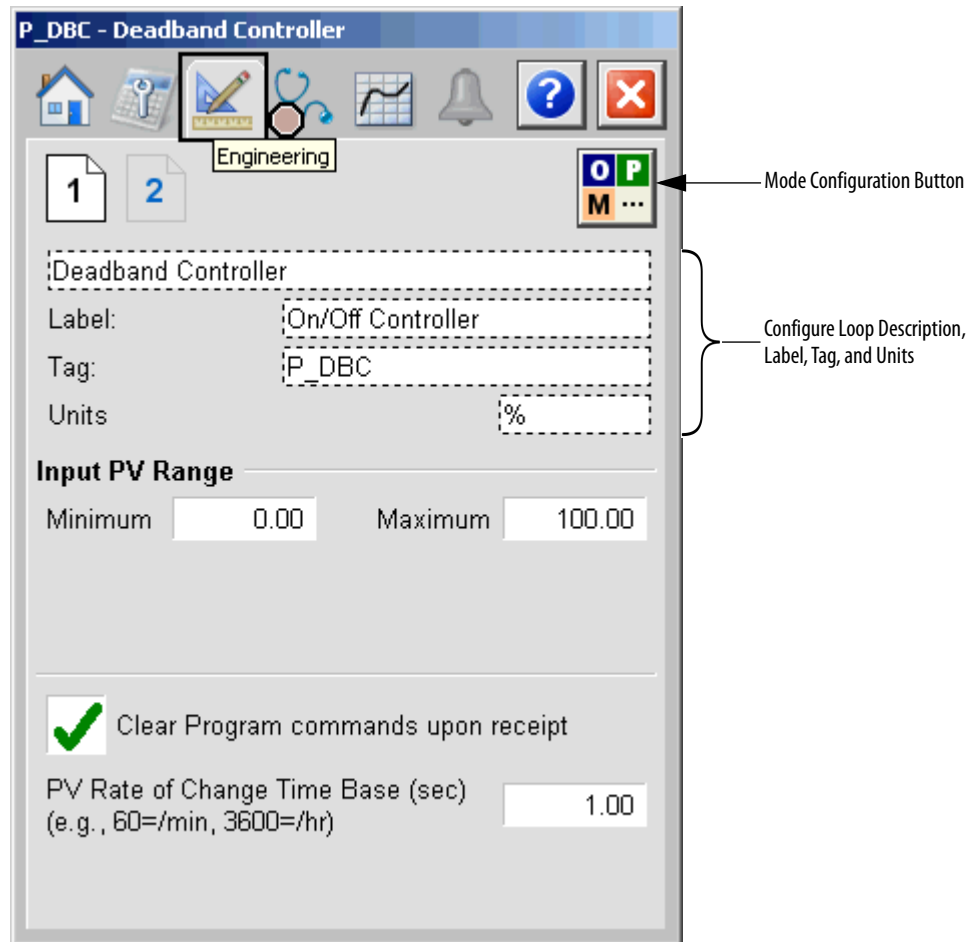 P_DBC - Deadband Controller
?
Engineering
1
2
O P
M ...
Mode Configuration Button
Deadband Controller
Label:
On/Off Controller
Tag:
P_DBC
Units
%
Configure Loop Description,
Label, Tag, and Units
Input PV Range
Minimum
0.00
Maximum
100.00
Clear Program commands upon receipt
PV Rate of Change Time Base (sec)
(e.g., 60=/min, 3600=/hr)
1.00